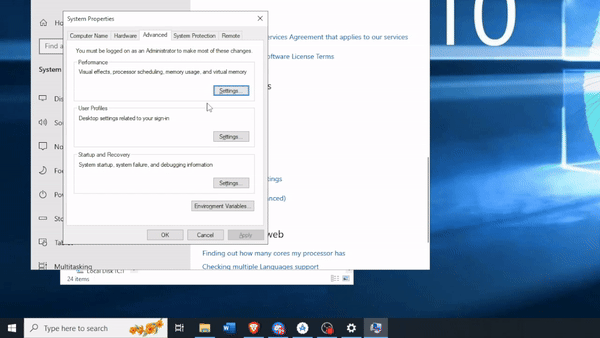 System Properties
Computer Name
Hardware
Advanced
System Protection
Remote
You must be logged on as an Administrator to make most of these changes.
Performance
Visual effects, processor scheduling, memory usage, and virtual memory
Settings...
User Profiles
Desktop settings related to your sign-in
Settings...
Startup and Recovery
System startup, system failure, and debugging information
Settings...
Environment Variables...
OK
Cancel
Apply
Ho
Find a
System
Dis
Sou
No
Foc
Pov
Sto
Tabl
Multitasking
ervices Agreement that applies to our services
oftware License Terms
s
tings
anced)
web
Finding out how many cores my processor has
Checking multiple Languages support
Local Disk (C:)
24 items
10
Type here to search